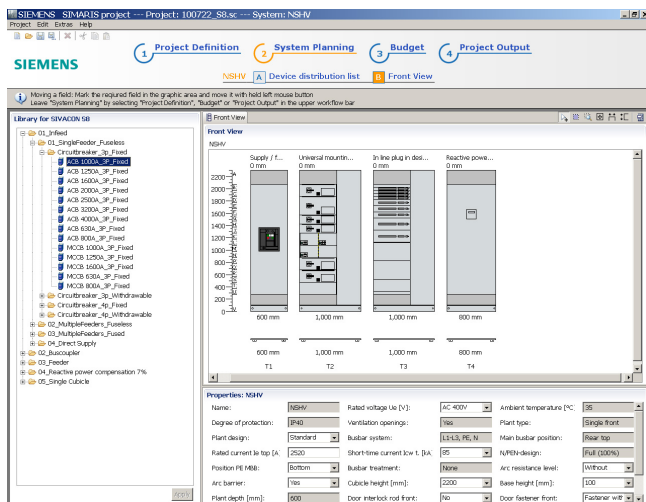 SIEMENS  SIMARIS project --- Project: 100722_S8.sc --- System: NSHV
Project Edit Extras Help
SIEMENS
1 Project Definition 2 System Planning 3 Budget 4 Project Output
NSHV A Device distribution list B Front View
Moving a field: Mark the required field in the graphic area and move it with held left mouse button
Leave "System Planning" by selecting "Project Definition", "Budget" or "Project Output" in the upper workflow bar
Library for SIVACON S8
01_Infeed
01_SingleFeeder_Fuseless
Circuitbreaker_3p_Fixed
ACB 1000A_3P_Fixed
ACB 1250A_3P_Fixed
ACB 1600A_3P_Fixed
ACB 2000A_3P_Fixed
ACB 2500A_3P_Fixed
ACB 3200A_3P_Fixed
ACB 4000A_3P_Fixed
ACB 630A_3P_Fixed
ACB 800A_3P_Fixed
MCCB 1000A_3P_Fixed
MCCB 1250A_3P_Fixed
MCCB 1600A_3P_Fixed
MCCB 630A_3P_Fixed
MCCB 800A_3P_Fixed
Circuitbreaker_3p_Withdrawable
Circuitbreaker_4p_Fixed
Circuitbreaker_4p_Withdrawable
02_MultipleFeeders_Fuseless
03_MultipleFeeders_Fused
04_Direct Supply
02_Buscoupler
03_Feeder
04_Reactive power compensation 7%
05_Single Cubicle
Apply
Front View
Front View
NSHV
Supply / f... Universal mountin... In line plug in desi... Reactive powe...
0 mm 0 mm 0 mm 0 mm
2200
2000
1800
1600
1400
1200
1000
800
600
400
200
0
600 mm 1,000 mm 1,000 mm 800 mm
600 mm 1,000 mm 1,000 mm 800 mm
T1 T2 T3 T4
Properties: NSHV
Name: NSHV Rated voltage Ue [V]: AC 400V Ambient temperature [°C 35
Degree of protection: IP40 Ventilation openings: Yes Plant type: Single front
Plant design: Standard Busbar system: L1-L3, PE, N Main busbar position: Rear top
Rated current Ie top [A 2520 Short-time current Icw t. [kA 85 N/PEN-design: Full (100%)
Position PE MBB: Bottom Busbar treatment: None Arc resistance level: Without
Arc barrier: Yes Cubicle height [mm]: 2200 Base height [mm]: 100
Plant depth [mm]: 600 Door interlock rod front: No Door fastener front: Fastener wit